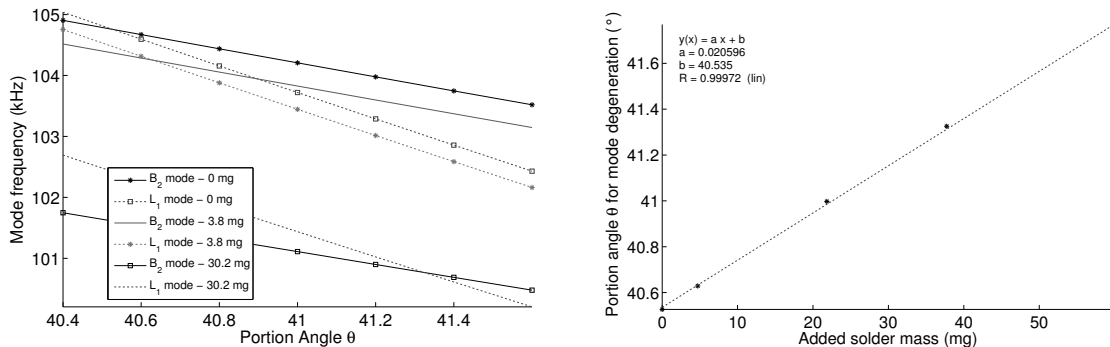 105
104
103
102
101
Mode frequency (kHz)
B2 mode − 0 mg
L1 mode − 0 mg
B2 mode − 3.8 mg
L1 mode − 3.8 mg
B2 mode − 30.2 mg
L1 mode − 30.2 mg
40.4 40.6 40.8 41 41.2 41.4
Portion Angle θ
Portion angle θ for mode degeneration (°)
41.6
41.4
41.2
41
40.8
40.6
y(x) = a x + b
a = 0.020596
b = 40.535
R = 0.99972 (lin)
0 10 20 30 40 50
Added solder mass (mg)